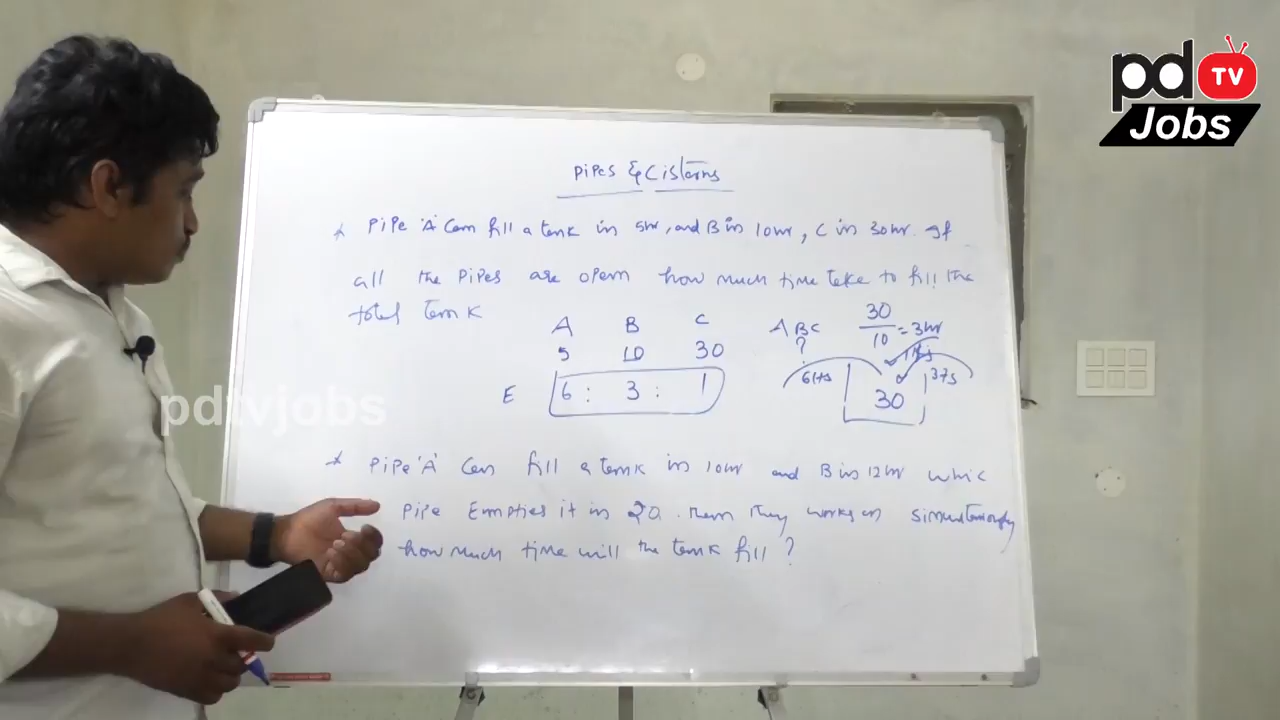 pd TV
Jobs
Pipes & Cisterns
* Pipe 'A' Can fill a tank in 5hr, and B in 10hr, C in 30hr. If
all the pipes are open how much time take to fill the
total tank
A B C
5 10 30
E 6 : 3 : 1
A B C
?
30
10 = 3hr
6 3
30
pdtvjobs
* Pipe 'A' Can fill a tank in 10hr and B in 12hr whic
pipe Empties it in 20. then they works on simultaneously
how much time will the tank fill ?